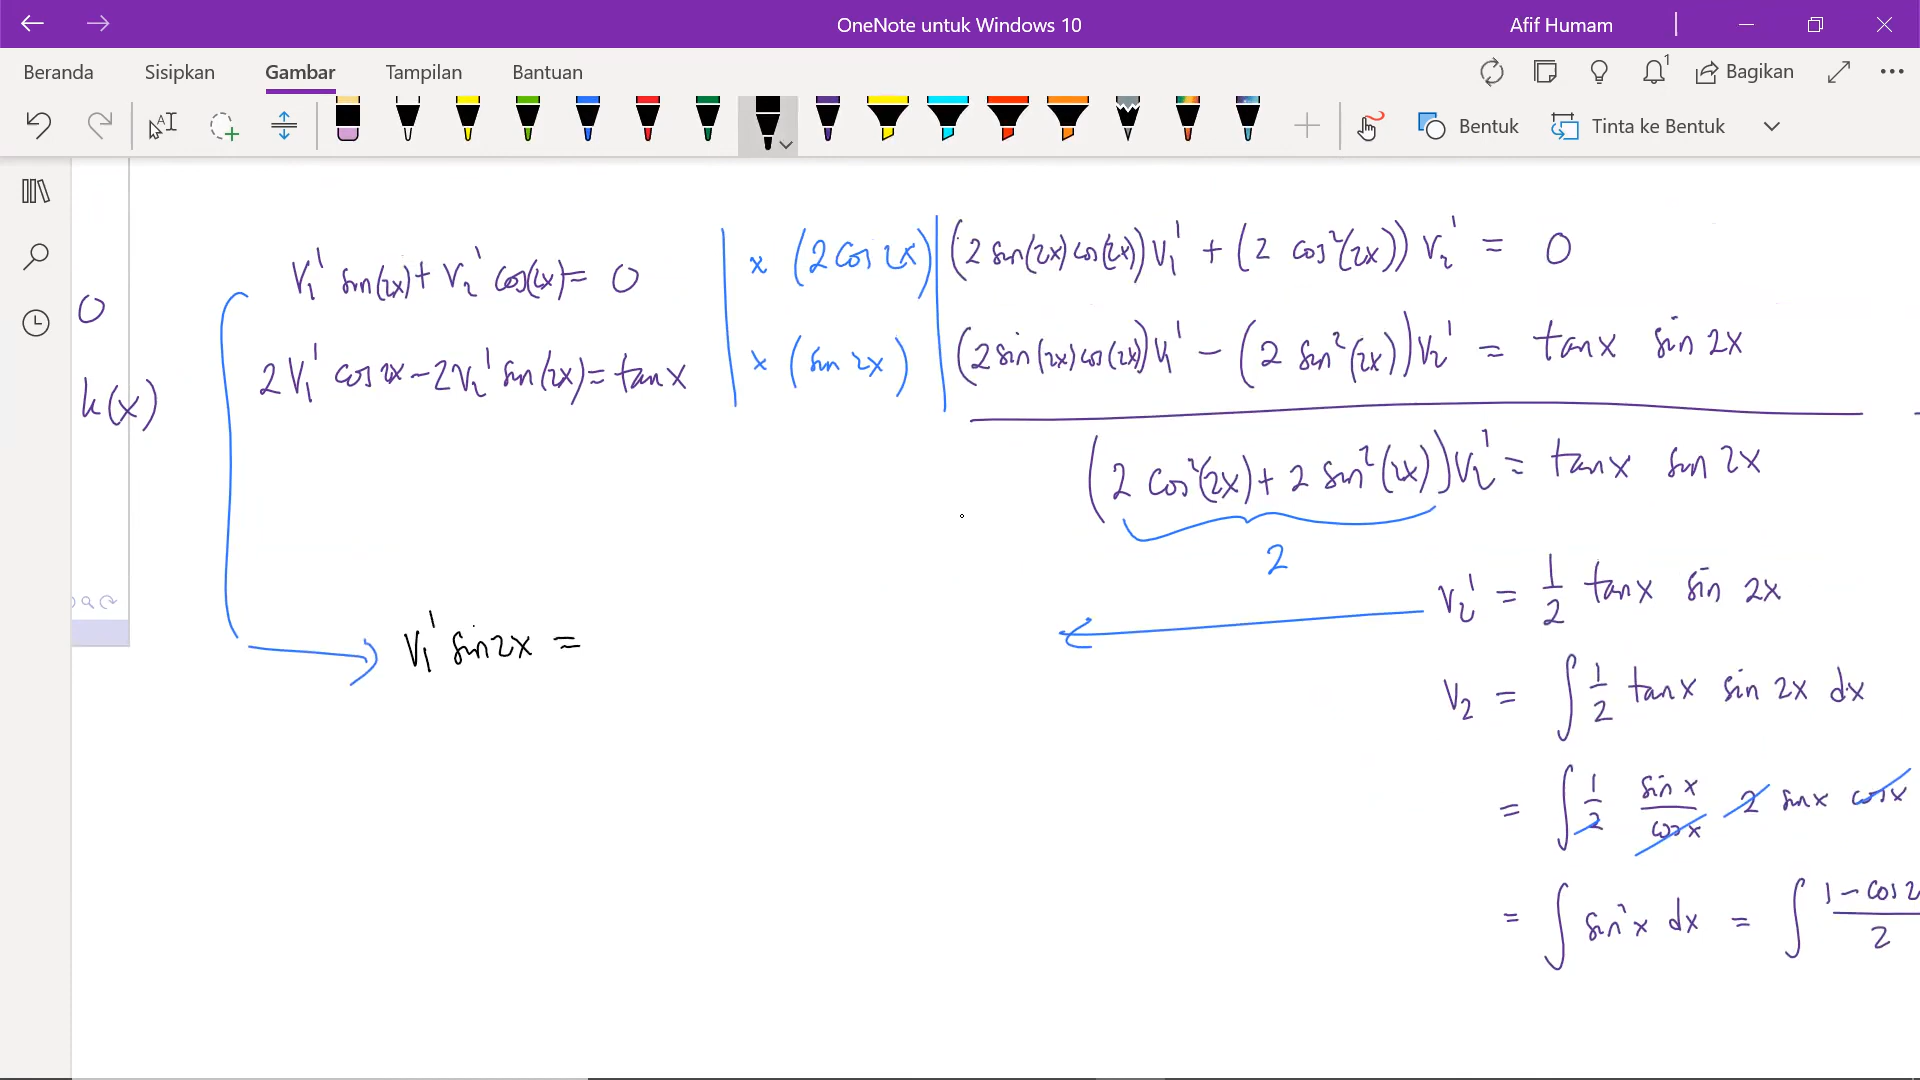 OneNote untuk Windows 10
Afif Humam
Beranda Sisipkan Gambar Tampilan Bantuan
1
Bagikan
Bentuk
Tinta ke Bentuk
0
k(x)
V₁' sin(2x) + V₂' cos(2x) = 0
2V₁' cos 2x − 2V₂' sin(2x) = tan x
x (2 cos 2x)
x (sin 2x)
(2 sin(2x) cos(2x)) V₁' + (2 cos²(2x)) V₂' = 0
(2 sin(2x) cos(2x)) V₁' − (2 sin²(2x)) V₂' = tan x sin 2x
(2 cos²(2x) + 2 sin²(2x)) V₂' = tan x sin 2x
2
V₂' = 1/2 tan x sin 2x
V₁' sin 2x =
V₂ = ∫ 1/2 tan x sin 2x dx
= ∫ 1/2 sin x/cos x 2 sin x cos x
= ∫ sin² x dx = ∫ 1 − cos 2/2